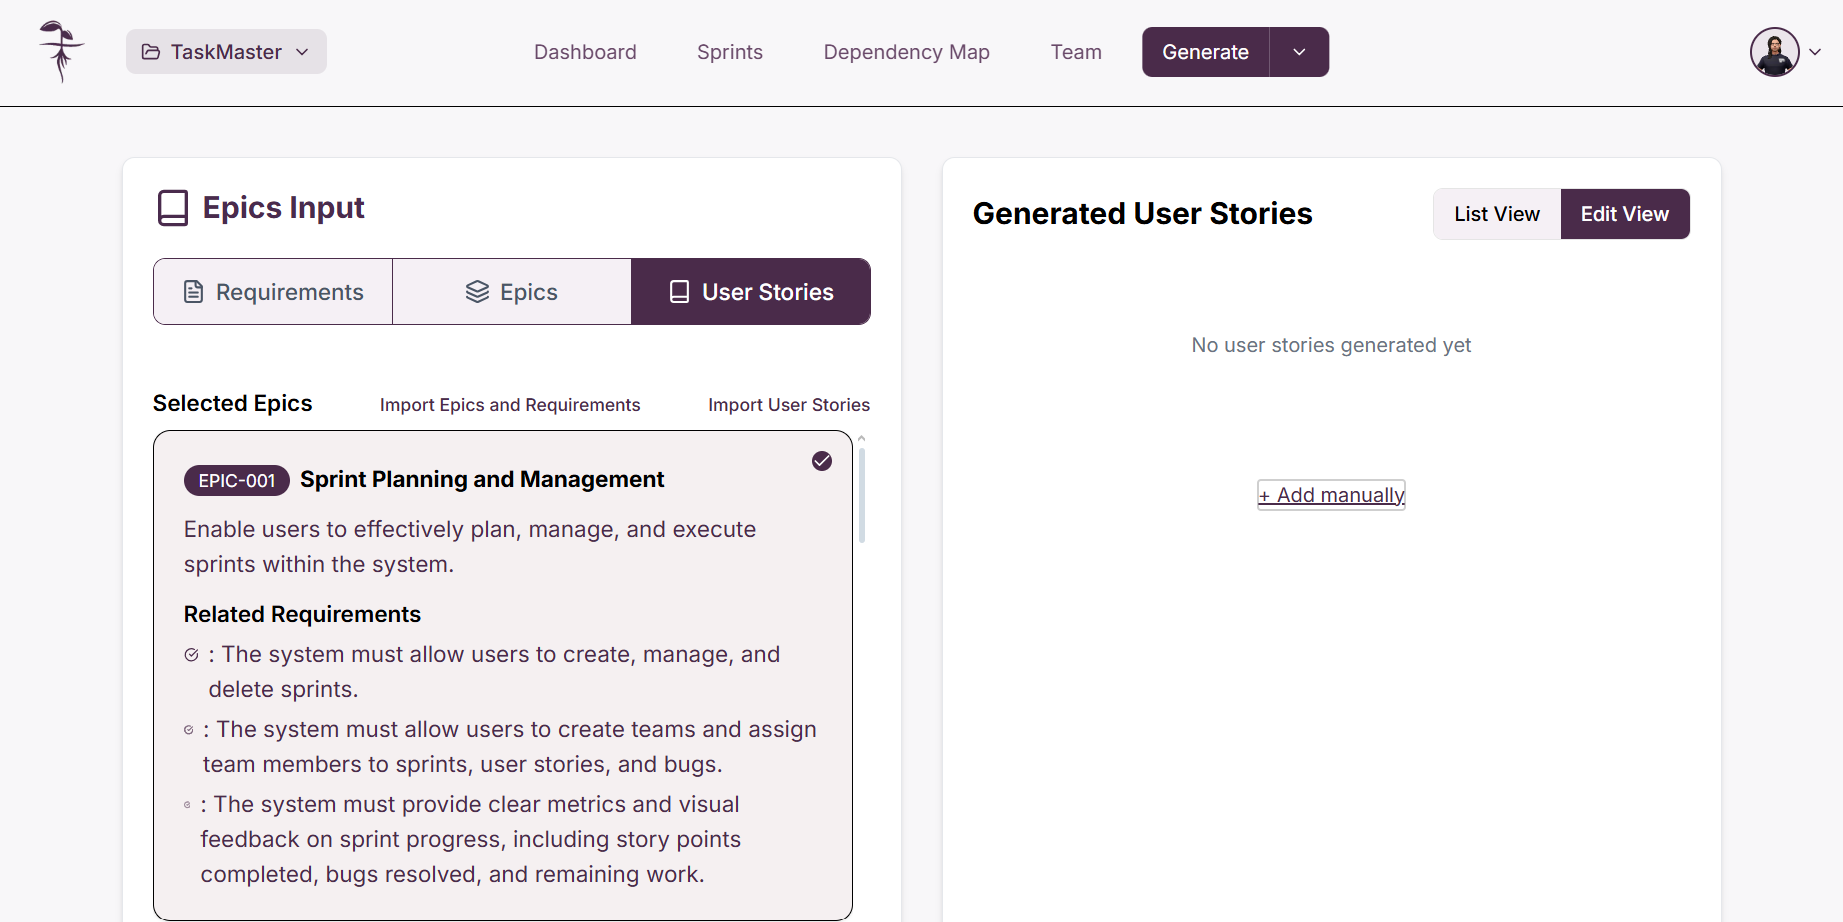 TaskMaster
Dashboard
Sprints
Dependency Map
Team
Generate
Epics Input
Requirements
Epics
User Stories
Selected Epics
Import Epics and Requirements
Import User Stories
EPIC-001
Sprint Planning and Management
Enable users to effectively plan, manage, and execute
sprints within the system.
Related Requirements
: The system must allow users to create, manage, and
delete sprints.
: The system must allow users to create teams and assign
team members to sprints, user stories, and bugs.
: The system must provide clear metrics and visual
feedback on sprint progress, including story points
completed, bugs resolved, and remaining work.
Generated User Stories
List View
Edit View
No user stories generated yet
+ Add manually